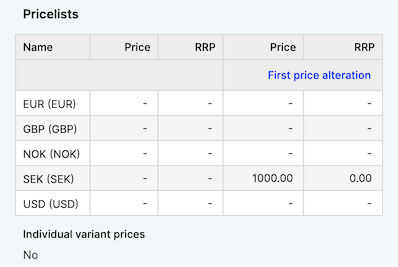 Pricelists
Name Price RRP Price RRP
First price alteration
EUR (EUR) - - - -
GBP (GBP) - - - -
NOK (NOK) - - - -
SEK (SEK) - - 1000.00 0.00
USD (USD) - - - -
Individual variant prices
No